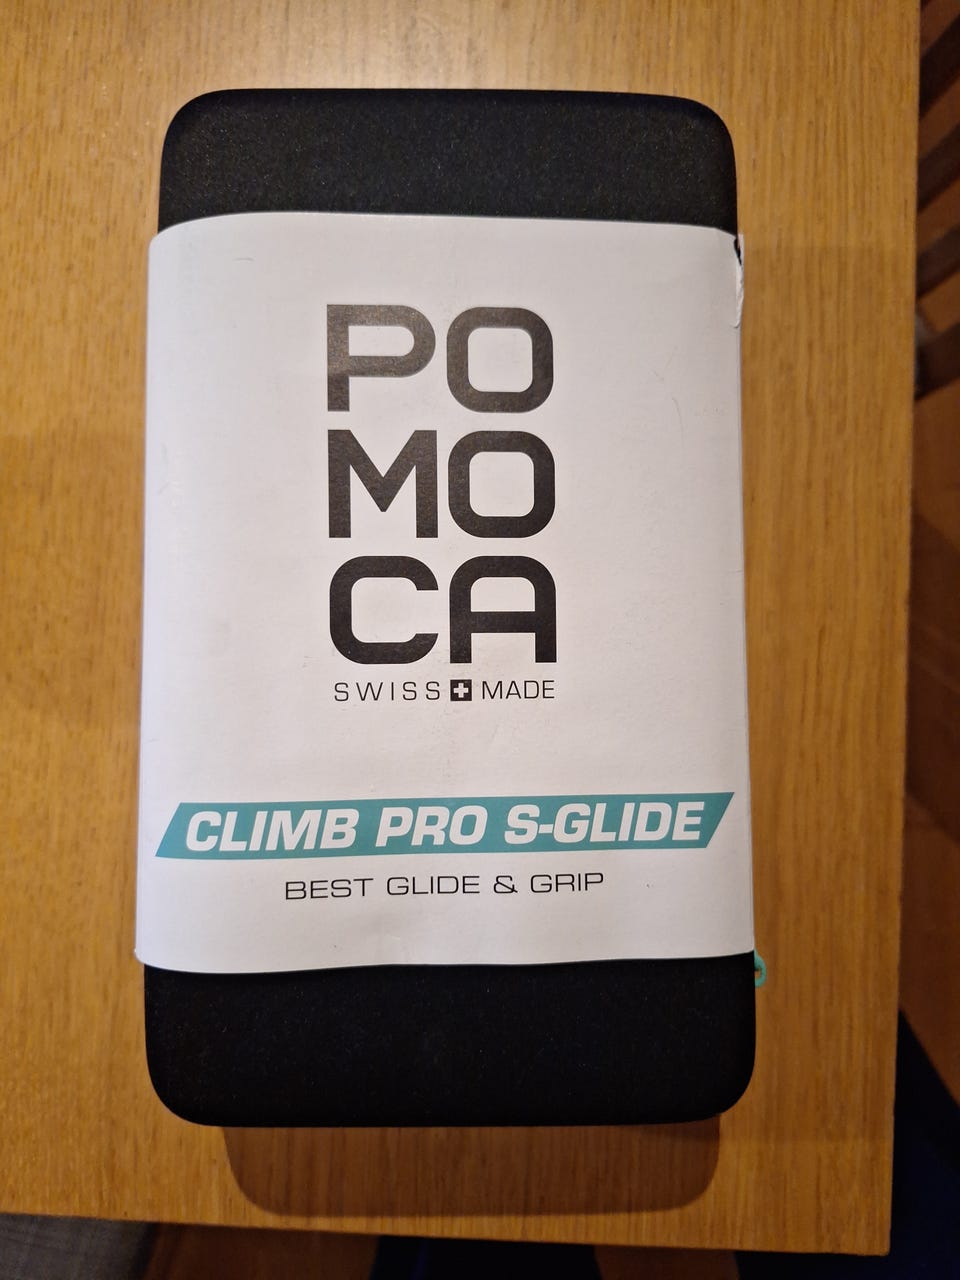 PO
MO
CA
SWISS MADE
CLIMB PRO S-GLIDE
BEST GLIDE & GRIP